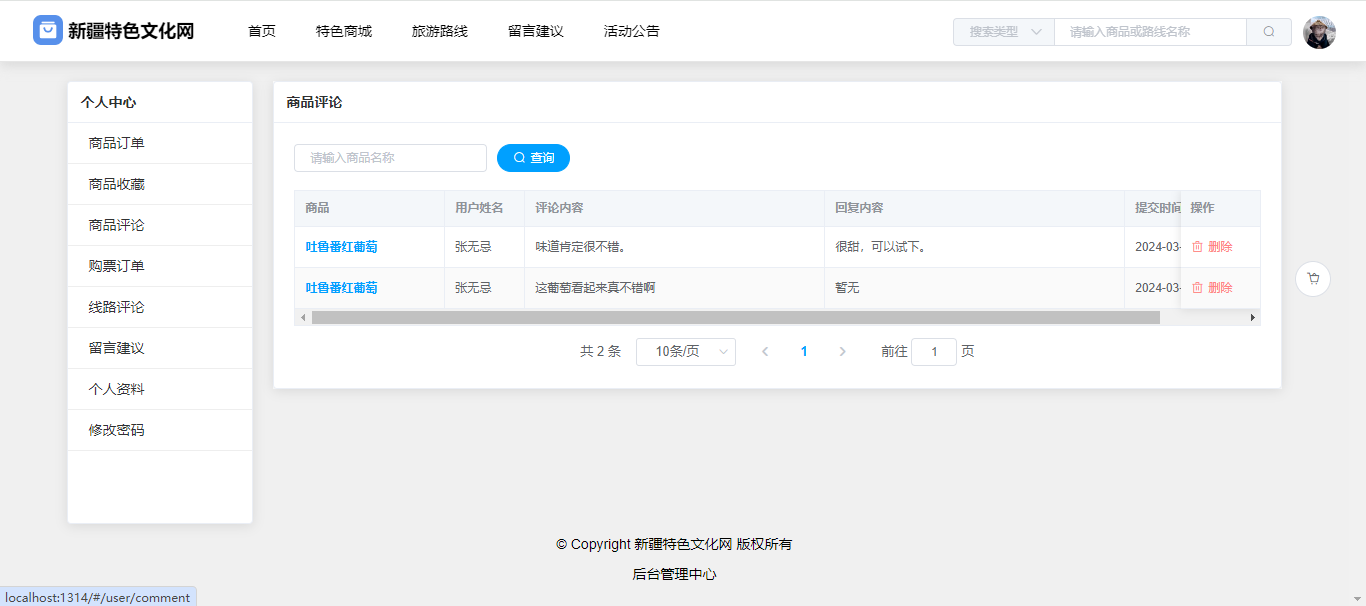 新疆特色文化网 首页 特色商城 旅游路线 留言建议 活动公告 搜索类型 请输入商品或路线名称
个人中心
商品订单
商品收藏
商品评论
购票订单
线路评论
留言建议
个人资料
修改密码
商品评论
请输入商品名称 查询
商品 用户姓名 评论内容 回复内容 提交时间 操作
吐鲁番红葡萄 张无忌 味道肯定很不错。 很甜，可以试下。 2024-03- 删除
吐鲁番红葡萄 张无忌 这葡萄看起来真不错啊 暂无 2024-03- 删除
共 2 条 10条/页 1 前往 1 页
© Copyright 新疆特色文化网 版权所有
后台管理中心
localhost:1314/#/user/comment